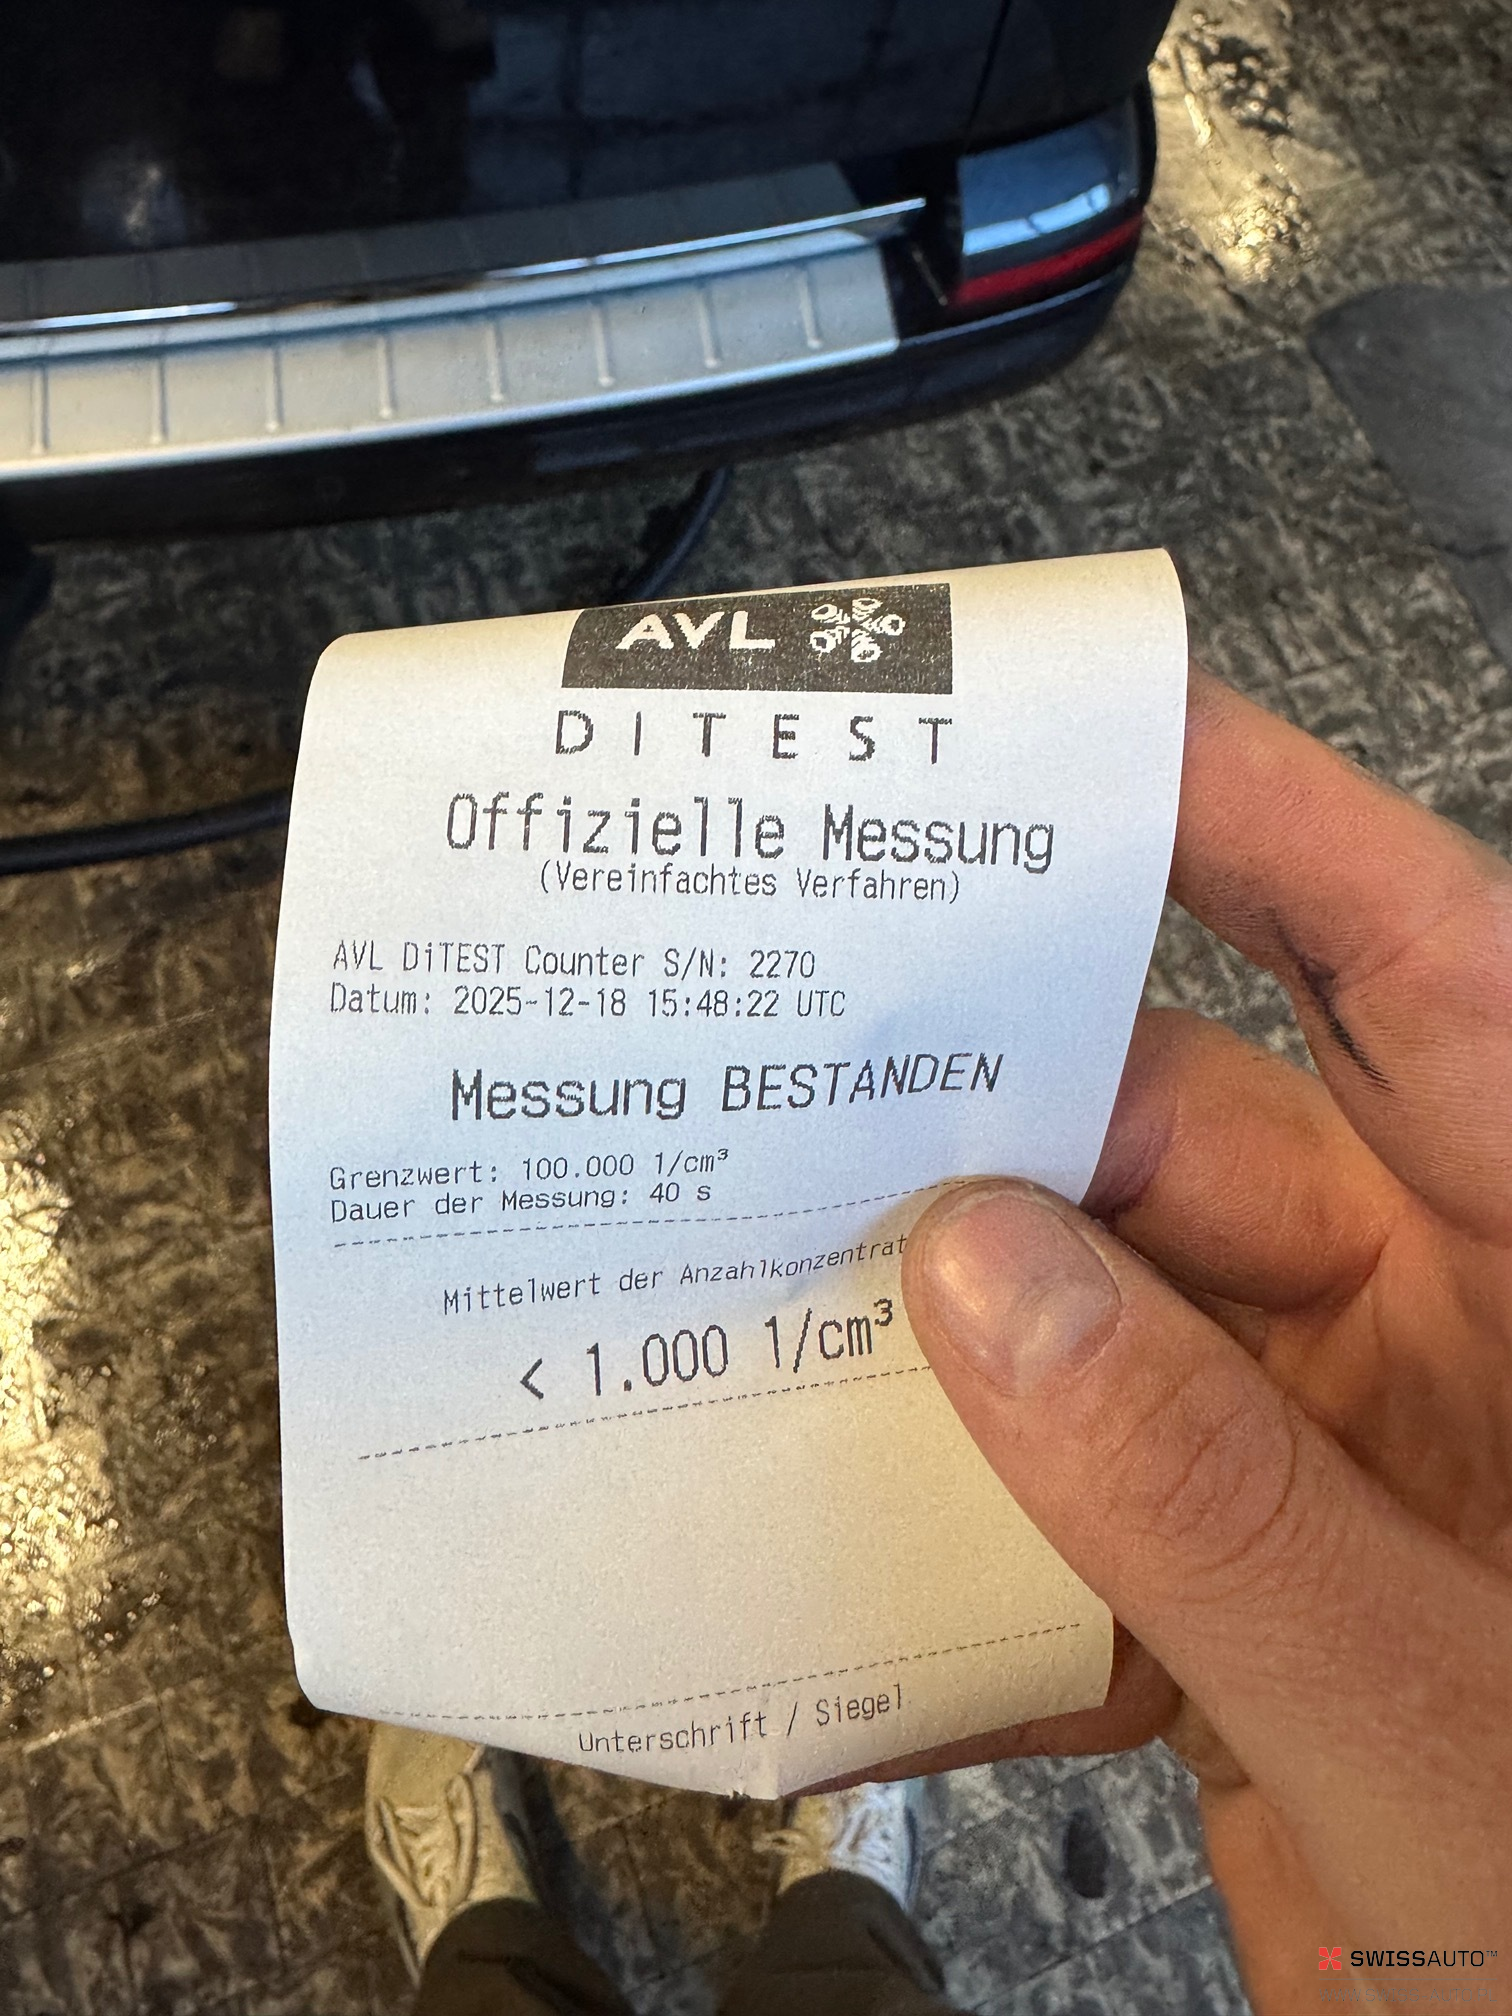 AVL
DITEST
Offizielle Messung
(Vereinfachtes Verfahren)
AVL DiTEST Counter S/N: 2270
Datum: 2025-12-18 15:48:22 UTC
Messung BESTANDEN
Grenzwert: 100.000 1/cm³
Dauer der Messung: 40 s
Mittelwert der Anzahlkonzentrat
< 1.000 1/cm³
Unterschrift / Siegel
SWISSAUTO™